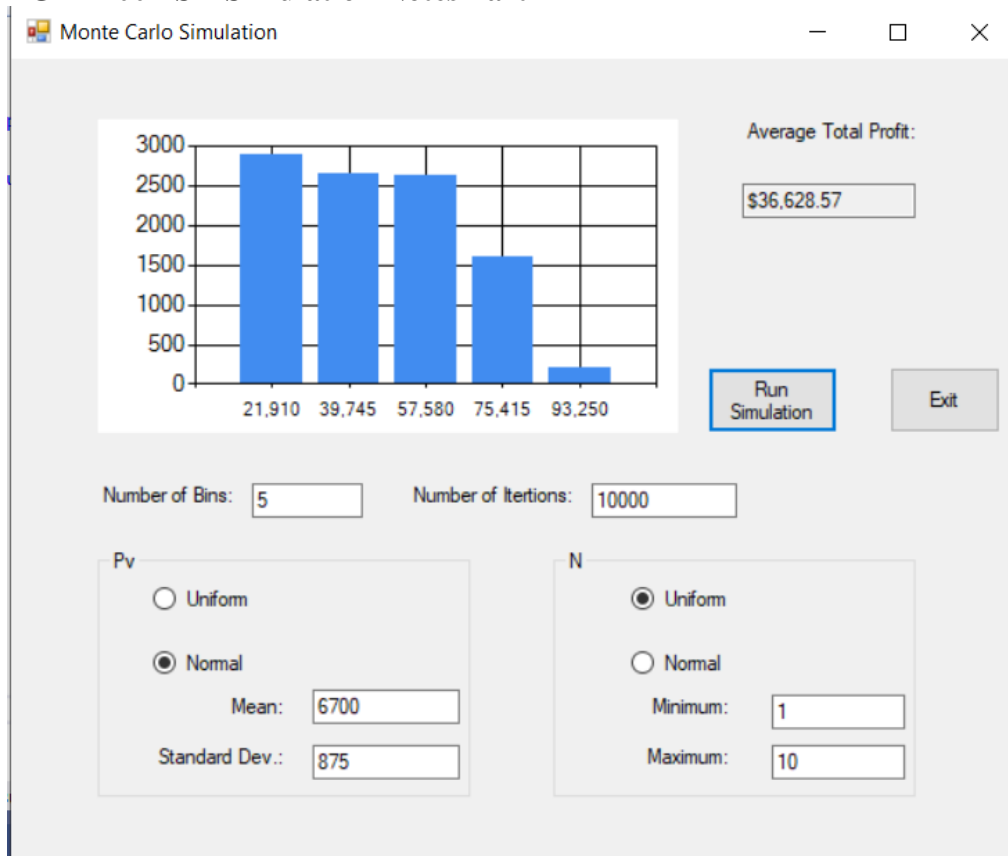 Monte Carlo Simulation
3000
2500
2000
1500
1000
500
0
21,910 39,745 57,580 75,415 93,250
Average Total Profit:
$36,628.57
Run
Simulation
Exit
Number of Bins: 5
Number of Itertions: 10000
Pv
Uniform
Normal
Mean: 6700
Standard Dev.: 875
N
Uniform
Normal
Minimum: 1
Maximum: 10